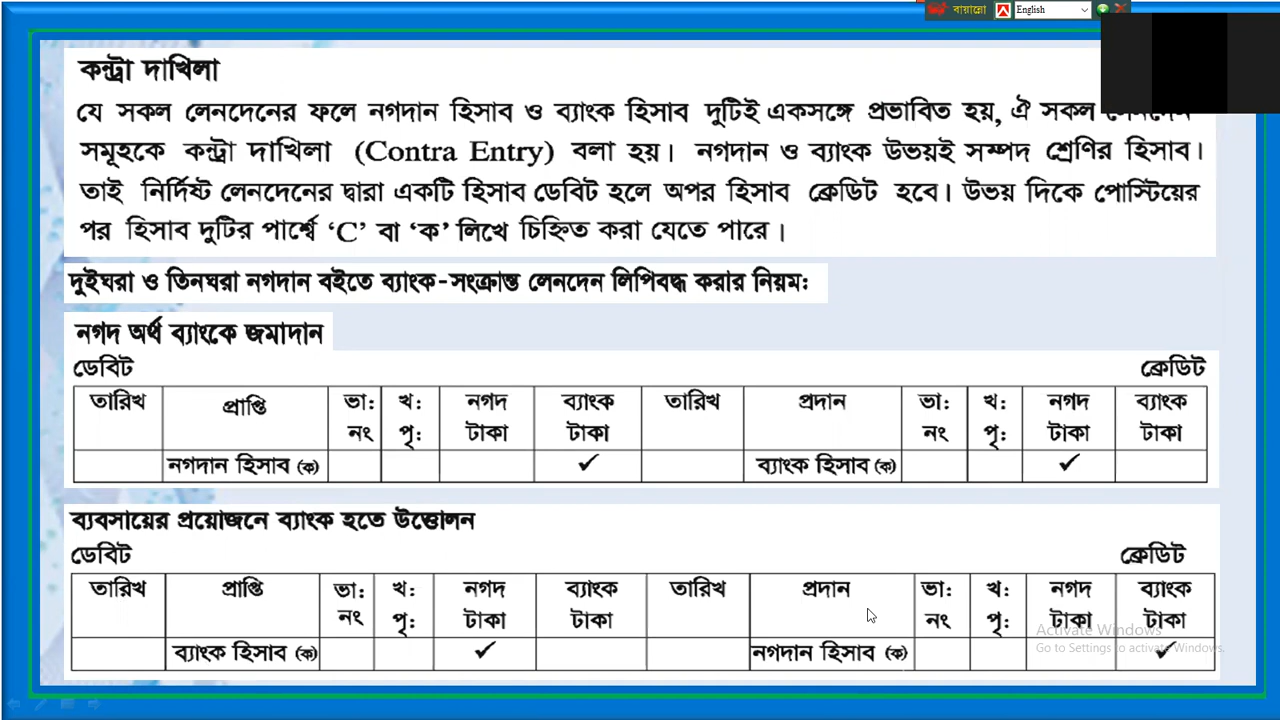 বায়ান্নো English
কন্ট্রা দাখিলা
যে সকল লেনদেনের ফলে নগদান হিসাব ও ব্যাংক হিসাব দুটিই একসঙ্গে প্রভাবিত হয়, ঐ সকল লেনদেন
সমূহকে কন্ট্রা দাখিলা (Contra Entry) বলা হয়। নগদান ও ব্যাংক উভয়ই সম্পদ শ্রেণির হিসাব।
তাই নির্দিষ্ট লেনদেনের দ্বারা একটি হিসাব ডেবিট হলে অপর হিসাব ক্রেডিট হবে। উভয় দিকে পোস্টিংয়ের
পর হিসাব দুটির পার্শ্বে ‘C’ বা ‘ক’ লিখে চিহ্নিত করা যেতে পারে।
দুইঘরা ও তিনঘরা নগদান বইতে ব্যাংক-সংক্রান্ত লেনদেন লিপিবদ্ধ করার নিয়ম:
নগদ অর্থ ব্যাংকে জমাদান
ডেবিট ক্রেডিট
তারিখ প্রাপ্তি ভা: খ: নগদ ব্যাংক তারিখ প্রদান ভা: খ: নগদ ব্যাংক
নং পৃ: টাকা টাকা নং পৃ: টাকা টাকা
নগদান হিসাব (ক) ✓ ব্যাংক হিসাব (ক) ✓
ব্যবসায়ের প্রয়োজনে ব্যাংক হতে উত্তোলন
ডেবিট ক্রেডিট
তারিখ প্রাপ্তি ভা: খ: নগদ ব্যাংক তারিখ প্রদান ভা: খ: নগদ ব্যাংক
নং পৃ: টাকা টাকা নং পৃ: টাকা টাকা
ব্যাংক হিসাব (ক) ✓ নগদান হিসাব (ক) ✓
Activate Windows
Go to Settings to activate Windows.